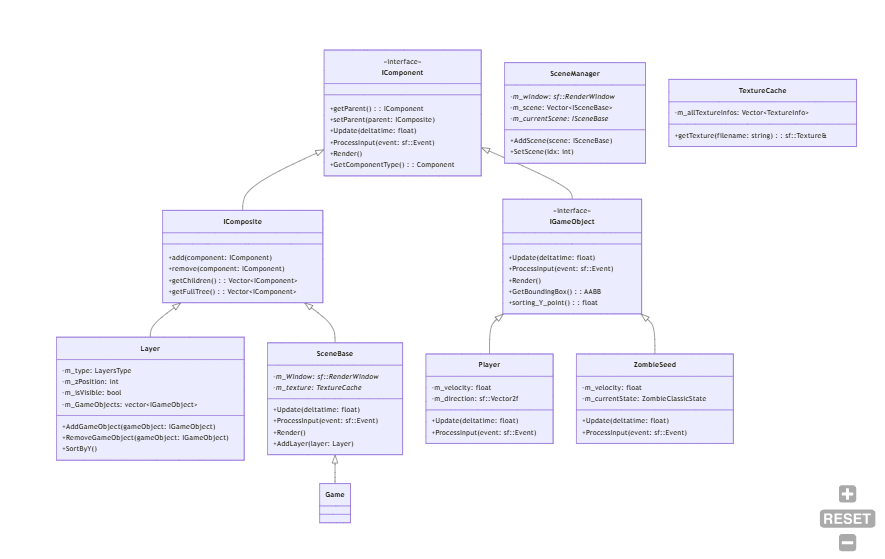 «interface»
IComponent
+getParent() : : IComponent
+setParent(parent: IComposite)
+Update(deltatime: float)
+ProcessInput(event: sf::Event)
+Render()
+GetComponentType() : : Component
SceneManager
-m_window: sf::RenderWindow
-m_scene: Vector<ISceneBase>
-m_currentScene: ISceneBase
+AddScene(scene: ISceneBase)
+SetScene(idx: int)
TextureCache
-m_allTextureInfos: Vector<TextureInfo>
+getTexture(filename: string) : : sf::Texture&
IComposite
+add(component: IComponent)
+remove(component: IComponent)
+getChildren() : : Vector<IComponent>
+getFullTree() : : Vector<IComponent>
«interface»
IGameObject
+Update(deltatime: float)
+ProcessInput(event: sf::Event)
+Render()
+GetBoundingBox() : : AABB
+sorting_Y_point() : : float
Layer
-m_type: LayersType
-m_zPosition: int
-m_isVisible: bool
-m_GameObjects: vector<IGameObject>
+AddGameObject(gameObject: IGameObject)
+RemoveGameObject(gameObject: IGameObject)
+SortByY()
SceneBase
-m_Window: sf::RenderWindow
-m_texture: TextureCache
+Update(deltatime: float)
+ProcessInput(event: sf::Event)
+Render()
+AddLayer(layer: Layer)
Player
-m_velocity: float
-m_direction: sf::Vector2f
+Update(deltatime: float)
+ProcessInput(event: sf::Event)
ZombieSeed
-m_velocity: float
-m_currentState: ZombieClassicState
+Update(deltatime: float)
+ProcessInput(event: sf::Event)
Game
RESET